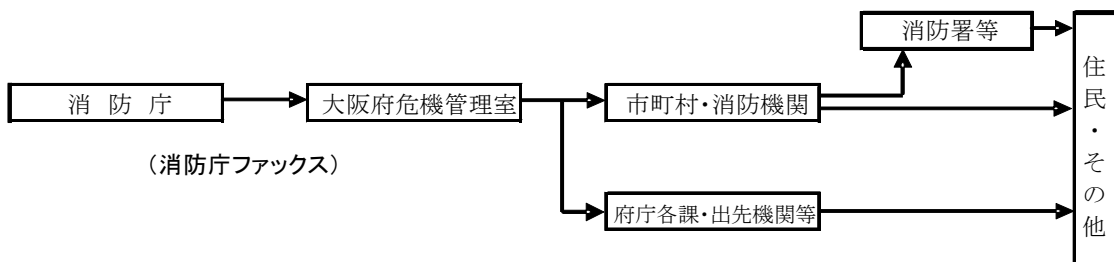 消防署等
消 防 庁
大阪府危機管理室
市町村・消防機関
（消防庁ファックス）
府庁各課・出先機関等
住民・その他